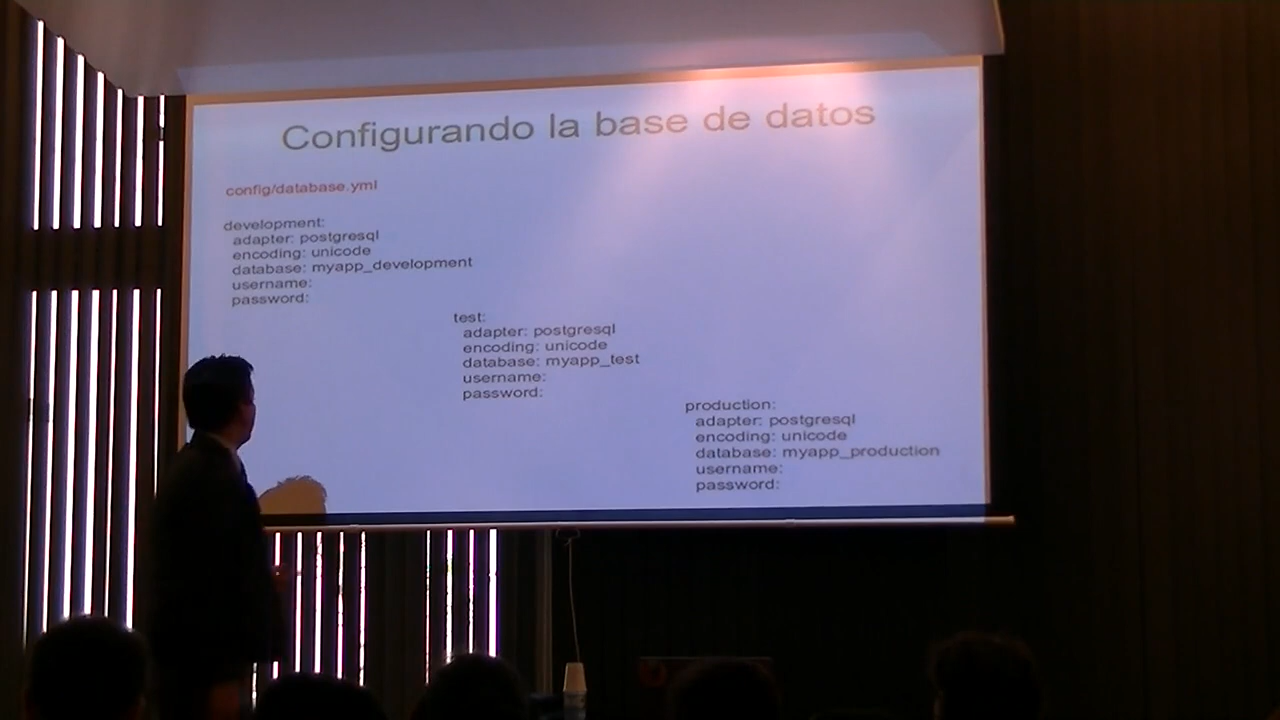 Configurando la base de datos
config/database.yml
development:
adapter: postgresql
encoding: unicode
database: myapp_development
username:
password:
test:
adapter: postgresql
encoding: unicode
database: myapp_test
username:
password:
production:
adapter: postgresql
encoding: unicode
database: myapp_production
username:
password: